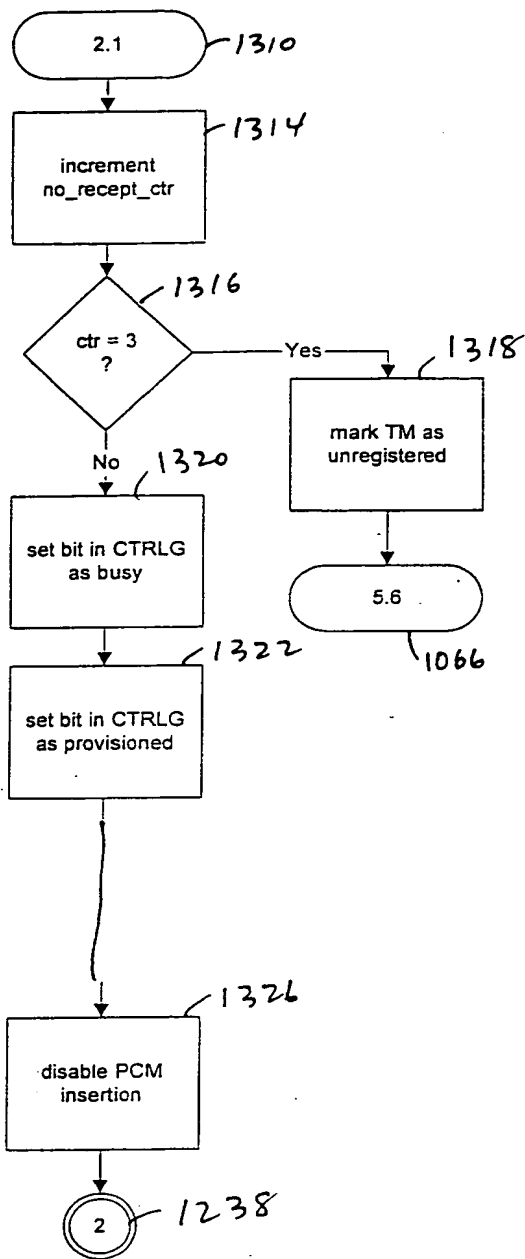 2.1
1310
1314
increment
no_recept_ctr
1316
ctr = 3
?
Yes
1318
mark TM as
unregistered
No
1320
set bit in CTRLG
as busy
5.6
1066
1322
set bit in CTRLG
as provisioned
1326
disable PCM
insertion
2
1238